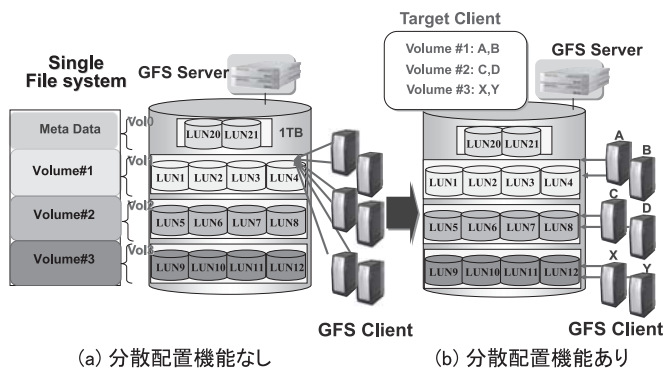 Single
File system
Meta Data
Volume#1
Volume#2
Volume#3
GFS Server
Vol0
LUN20 LUN21
1TB
LUN1 LUN2 LUN3 LUN4
Vol2
LUN5 LUN6 LUN7 LUN8
LUN9 LUN10 LUN11 LUN12
GFS Client
(a) 分散配置機能なし
Target Client
Volume #1: A,B
Volume #2: C,D
Volume #3: X,Y
GFS Server
LUN20 LUN21
A
B
LUN1 LUN2 LUN3 LUN4
C
D
LUN5 LUN6 LUN7 LUN8
X
Y
LUN9 LUN10 LUN11 LUN12
GFS Client
(b) 分散配置機能あり